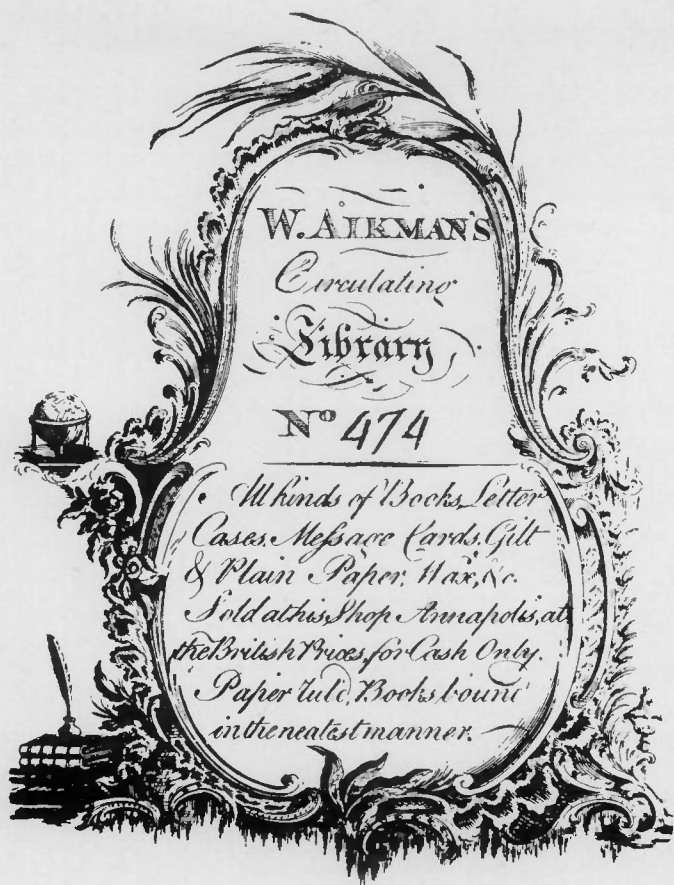 W. AIKMAN'S
Circulating
Library
No 474
All kinds of Books, Letter
Cases, Meſsage Cards, Gilt
& Plain Paper, Wax, &c.
Sold at his Shop Annapolis, at
the British Prices, for Cash Only.
Paper Rul'd, Books bound
in the neatest manner.